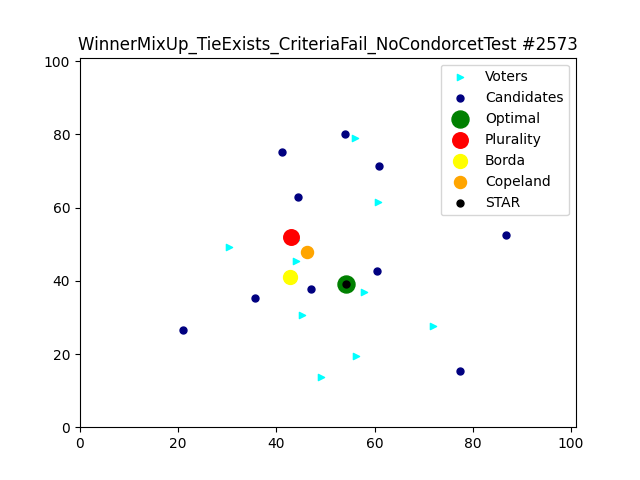 WinnerMixUp_TieExists_CriteriaFail_NoCondorcetTest #2573
100
80
60
40
20
0
0 20 40 60 80 100
Voters
Candidates
Optimal
Plurality
Borda
Copeland
STAR